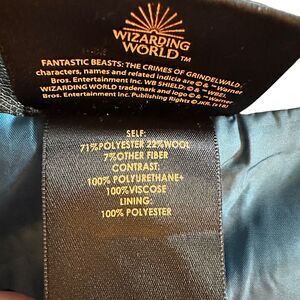 WIZARDING
WORLD™
FANTASTIC BEASTS: THE CRIMES OF GRINDELWALD:
characters, names and related indicia are © & ™ Warner
Bros. Entertainment Inc. WB SHIELD: © & ™ WBEI.
WIZARDING WORLD trademark and logo © & ™ Warner
Bros. Entertainment Inc. Publishing Rights © JKR. (s18)
SELF:
71%POLYESTER 22%WOOL
7%OTHER FIBER
CONTRAST:
100% POLYURETHANE+
100%VISCOSE
LINING:
100% POLYESTER